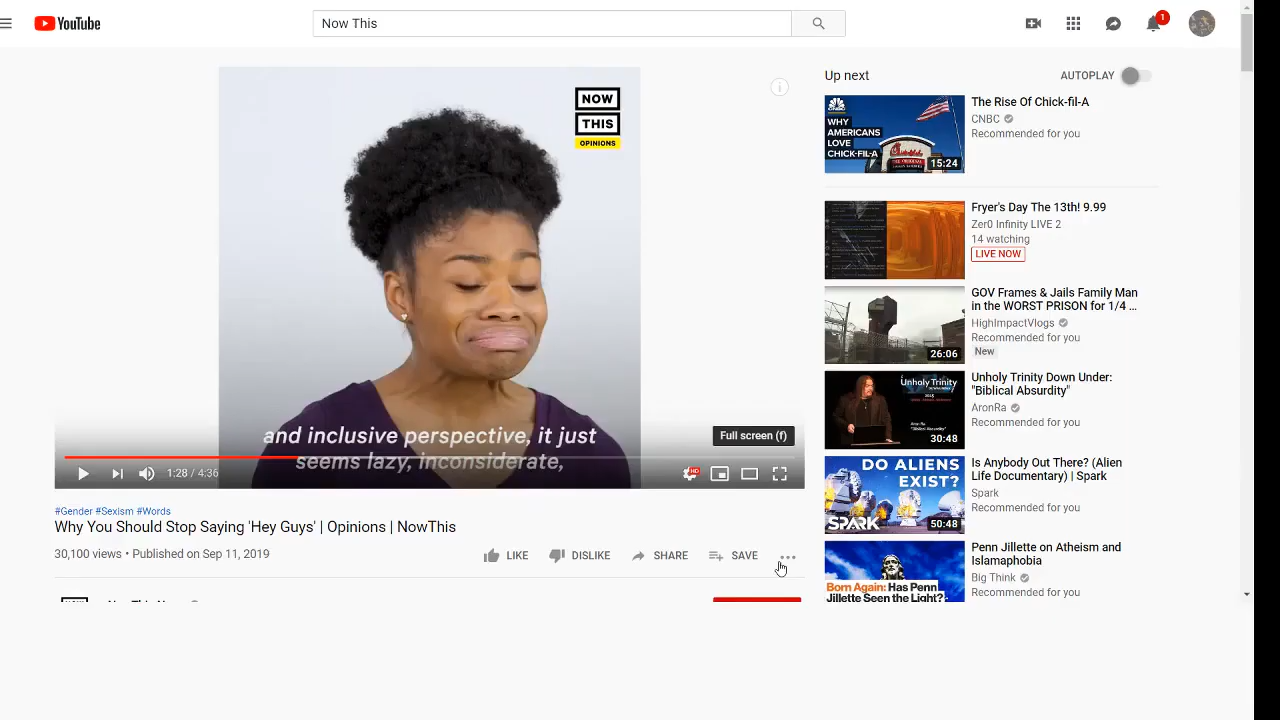 YouTube
Now This
1
NOW
THIS
OPINIONS
and inclusive perspective, it just
seems lazy, inconsiderate,
Full screen (f)
1:28 / 4:36
HD
#Gender #Sexism #Words
Why You Should Stop Saving 'Hey Guys' | Opinions | NowThis
30,100 views • Published on Sep 11, 2019
LIKE
DISLIKE
SHARE
SAVE
Up next
AUTOPLAY
WHY
AMERICANS
LOVE
CHICK-FIL-A
15:24
The Rise Of Chick-fil-A
CNBC
Recommended for you
Fryer's Day The 13th! 9.99
Zer0 Infinity LIVE 2
14 watching
LIVE NOW
26:06
GOV Frames & Jails Family Man
in the WORST PRISON for 1/4 ...
HighImpactVlogs
Recommended for you
New
Unholy Trinity
30:48
Unholy Trinity Down Under:
"Biblical Absurdity"
AronRa
Recommended for you
DO ALIENS
EXIST?
SPARK
50:48
Is Anybody Out There? (Alien
Life Documentary) | Spark
Spark
Recommended for you
Born Again: Has Penn
Jillette Seen the Light?
Penn Jillette on Atheism and
Islamaphobia
Big Think
Recommended for you